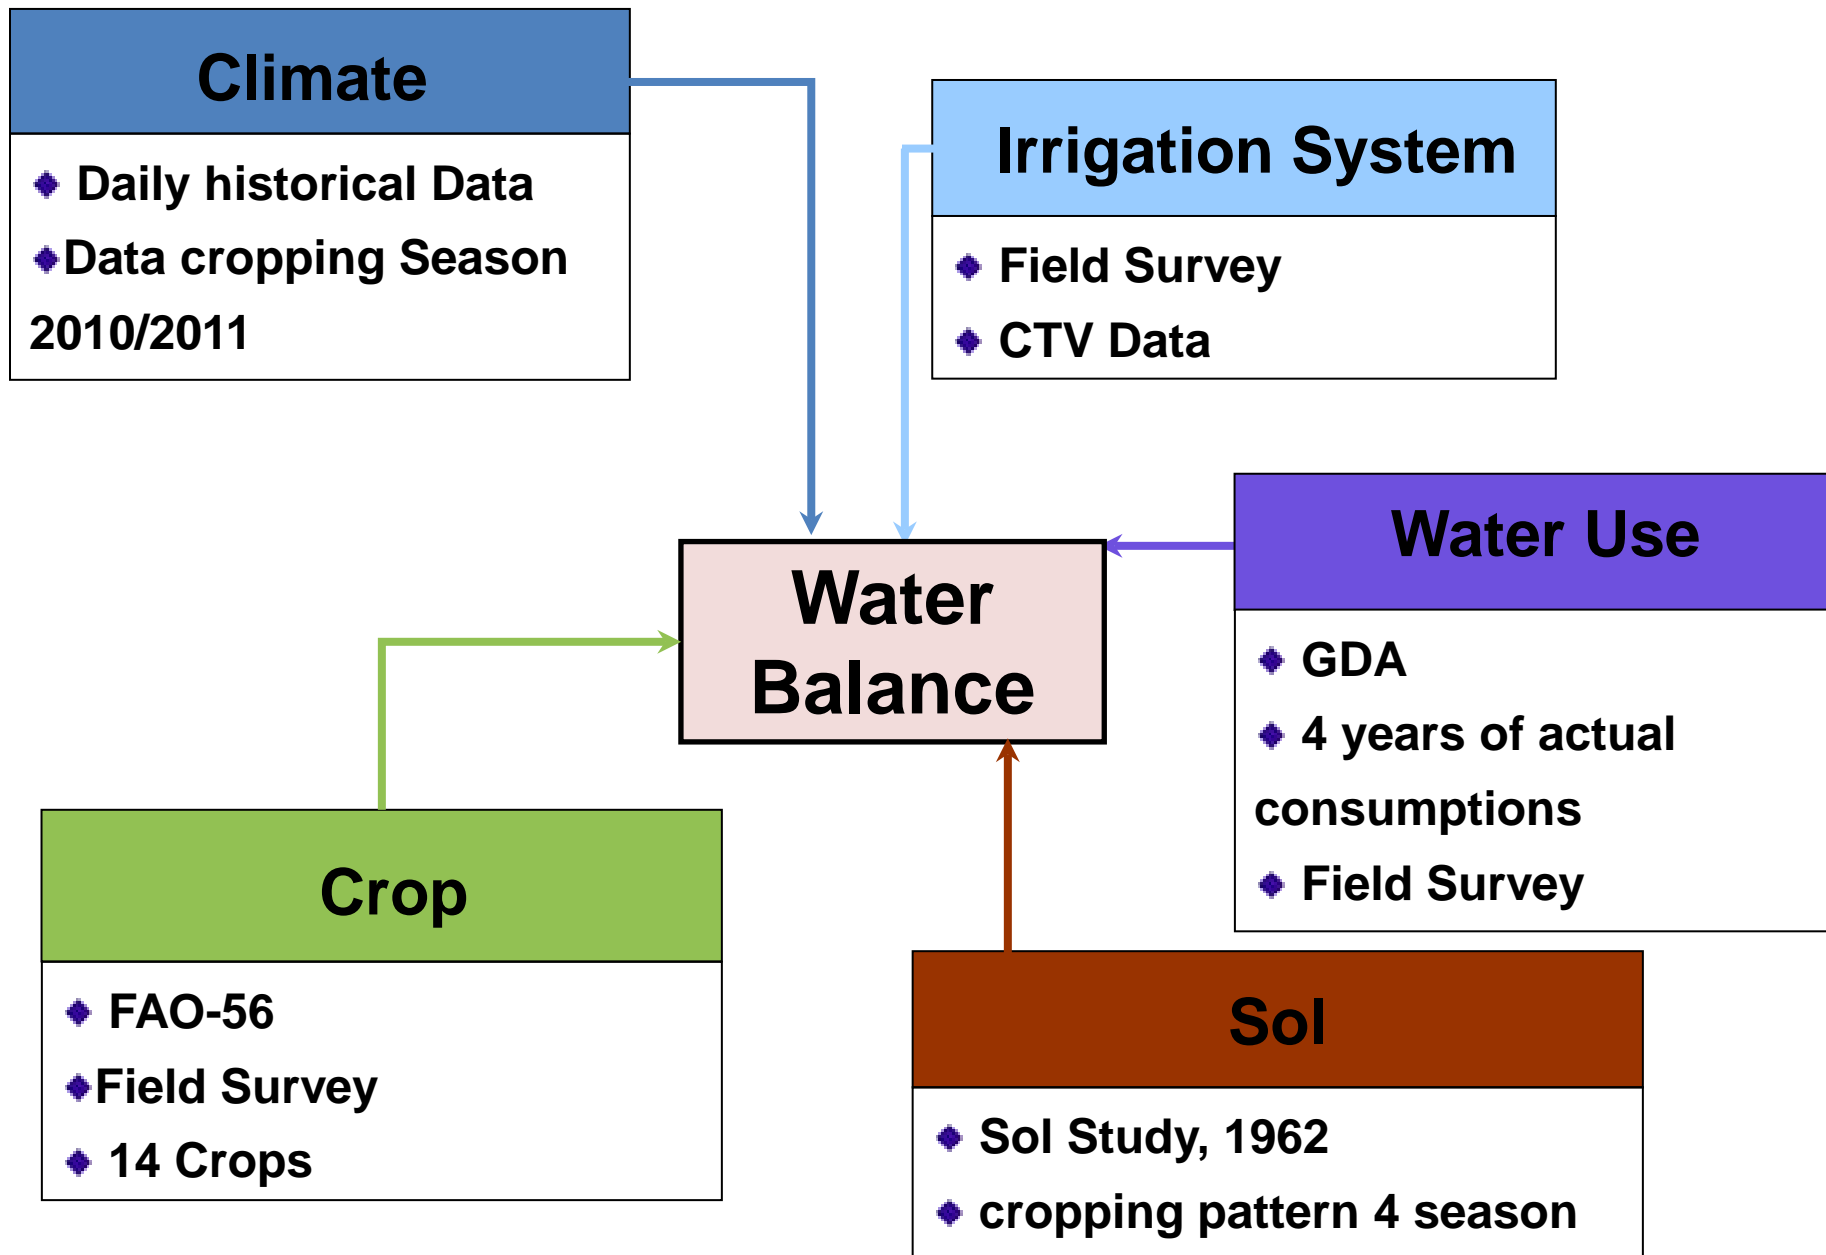 Climate
Daily historical Data
Data cropping Season
2010/2011
Irrigation System
Field Survey
CTV Data
Water Use
GDA
4 years of actual
consumptions
Field Survey
Water
Balance
Crop
FAO-56
Field Survey
14 Crops
Sol
Sol Study, 1962
cropping pattern 4 season